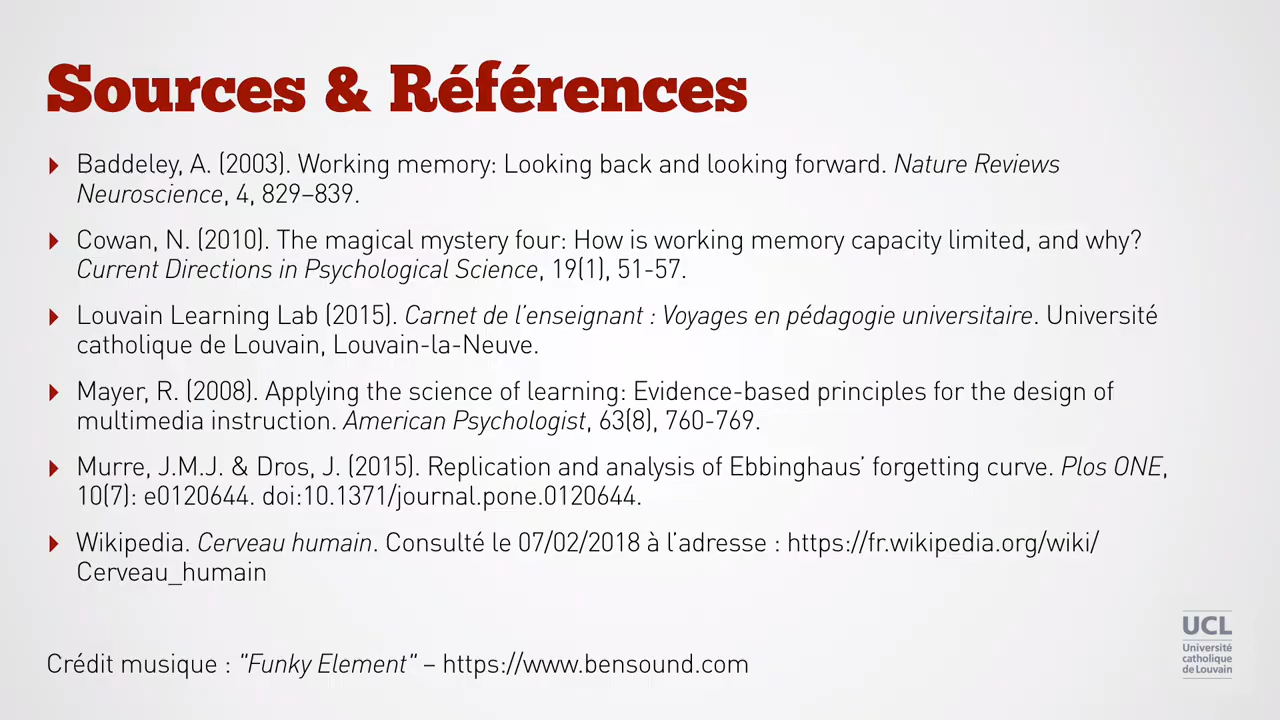 Sources & Références
Baddeley, A. (2003). Working memory: Looking back and looking forward. Nature Reviews
Neuroscience, 4, 829–839.
Cowan, N. (2010). The magical mystery four: How is working memory capacity limited, and why?
Current Directions in Psychological Science, 19(1), 51-57.
Louvain Learning Lab (2015). Carnet de l’enseignant : Voyages en pédagogie universitaire. Université
catholique de Louvain, Louvain-la-Neuve.
Mayer, R. (2008). Applying the science of learning: Evidence-based principles for the design of
multimedia instruction. American Psychologist, 63(8), 760-769.
Murre, J.M.J. & Dros, J. (2015). Replication and analysis of Ebbinghaus’ forgetting curve. Plos ONE,
10(7): e0120644. doi:10.1371/journal.pone.0120644.
Wikipedia. Cerveau humain. Consulté le 07/02/2018 à l’adresse : https://fr.wikipedia.org/wiki/
Cerveau_humain
Crédit musique : "Funky Element" – https://www.bensound.com
UCL
Université
catholique
de Louvain